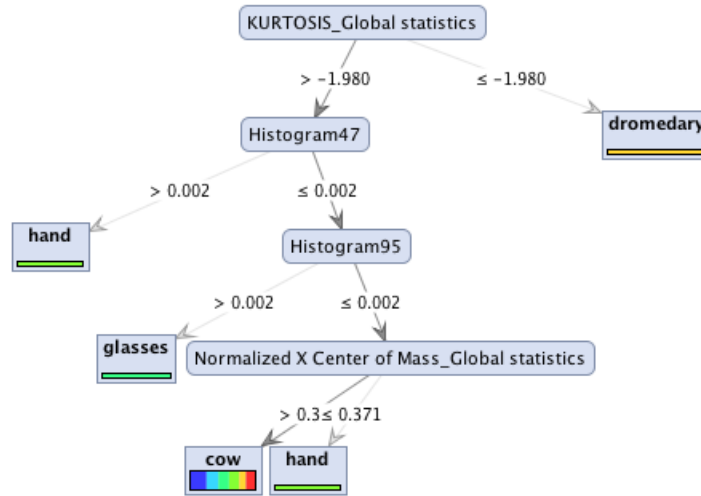 KURTOSIS_Global statistics
> -1.980
≤ -1.980
dromedary
Histogram47
> 0.002
≤ 0.002
hand
Histogram95
> 0.002
≤ 0.002
glasses
Normalized X Center of Mass_Global statistics
> 0.3≤ 0.371
cow
hand